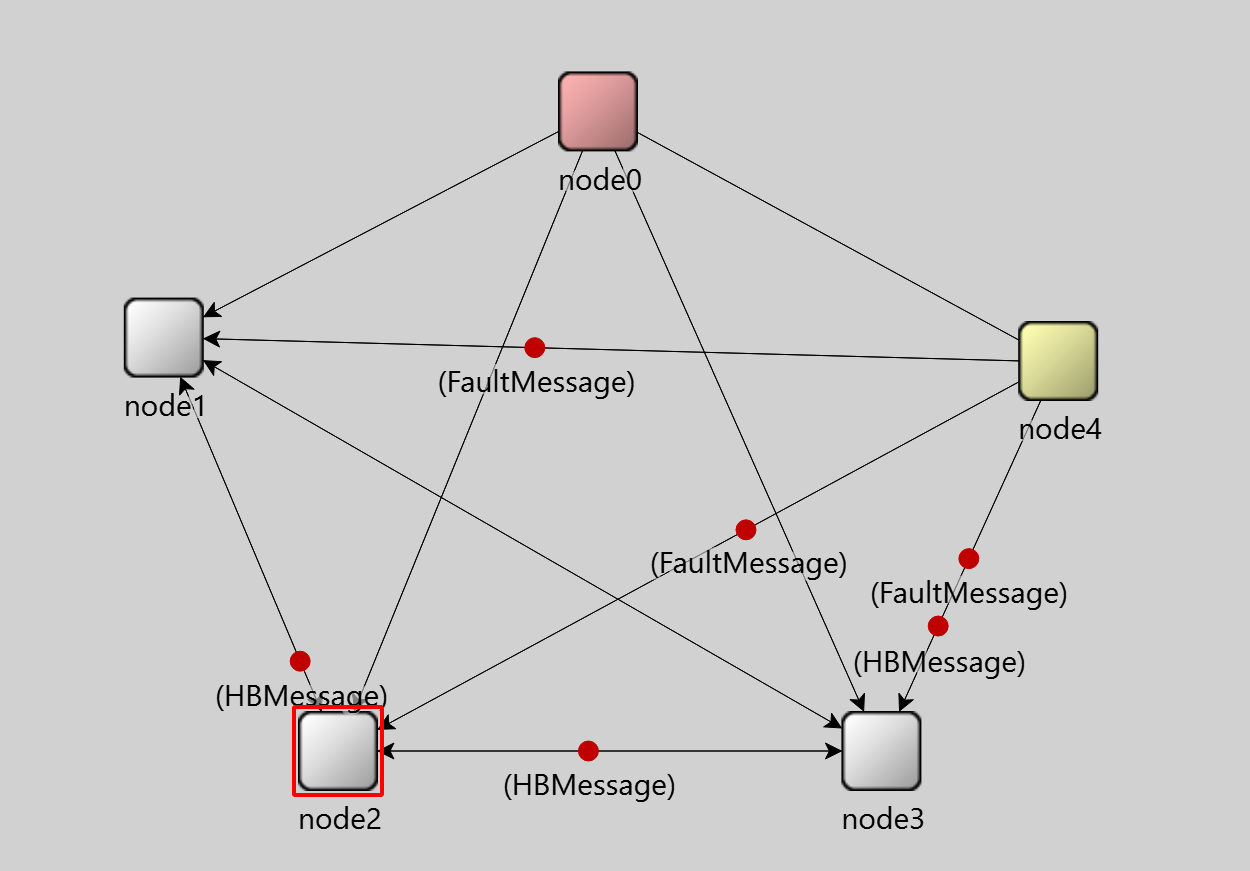 node0
(FaultMessage)
node1
node4
(FaultMessage)
(FaultMessage)
(HBMessage)
(HBMessage)
(HBMessage)
node2
node3